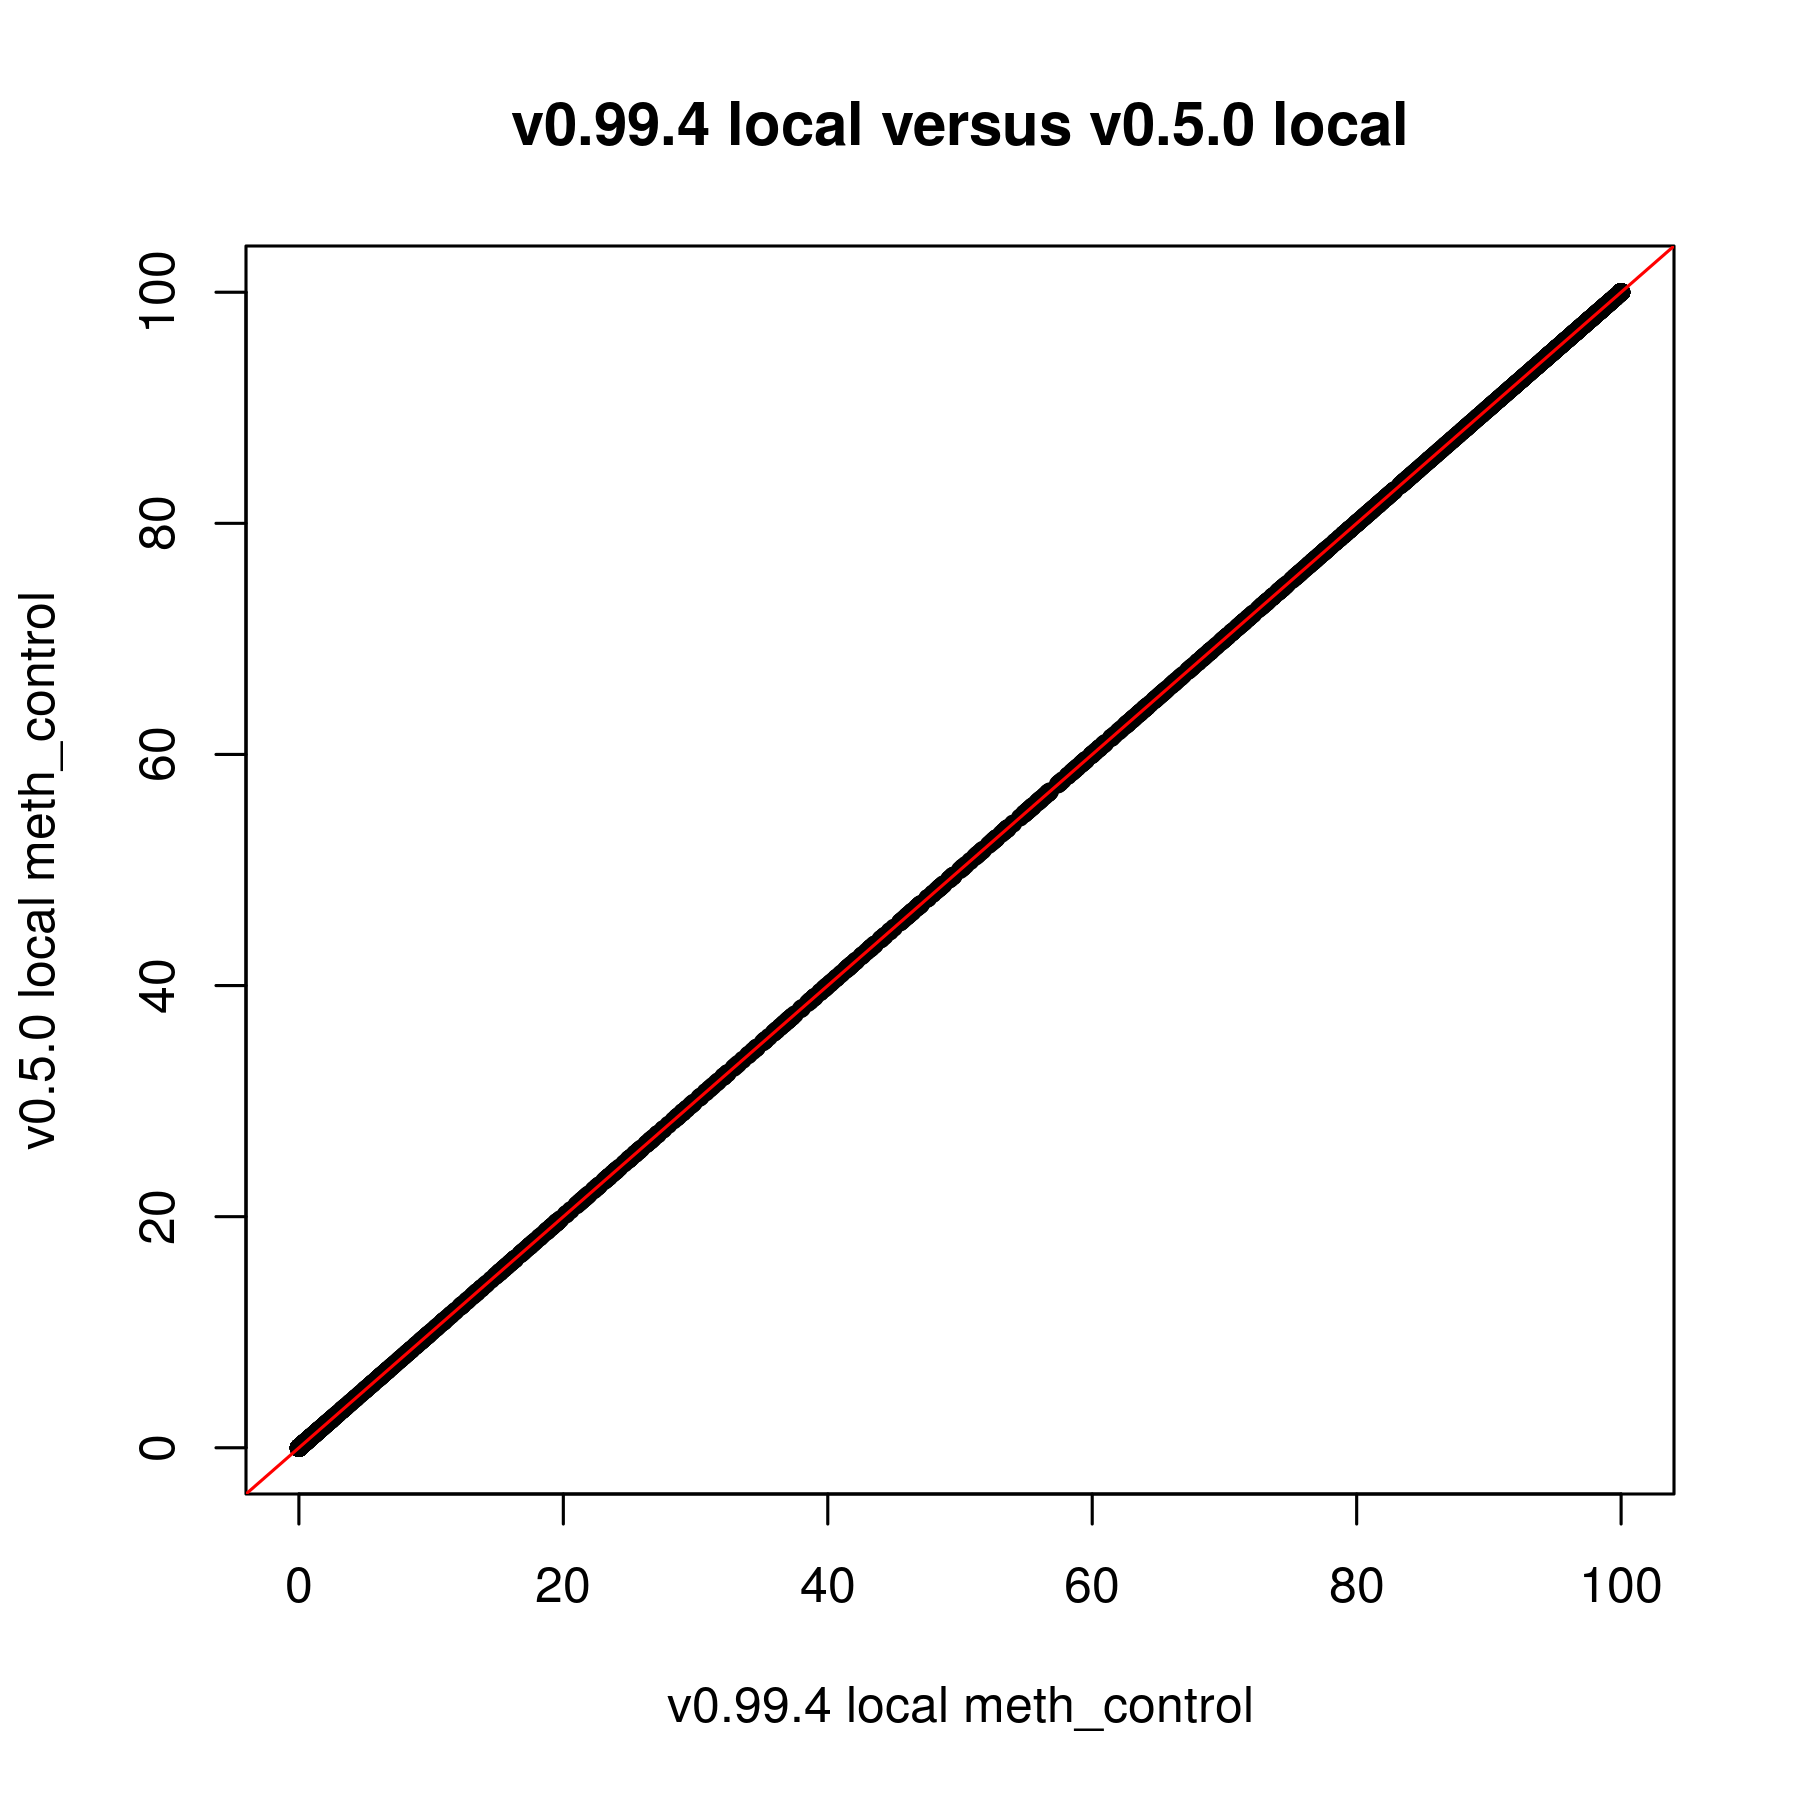 v0.99.4 local versus v0.5.0 local
v0.5.0 local meth_control
100
80
60
40
20
0
0 20 40 60 80 100
v0.99.4 local meth_control